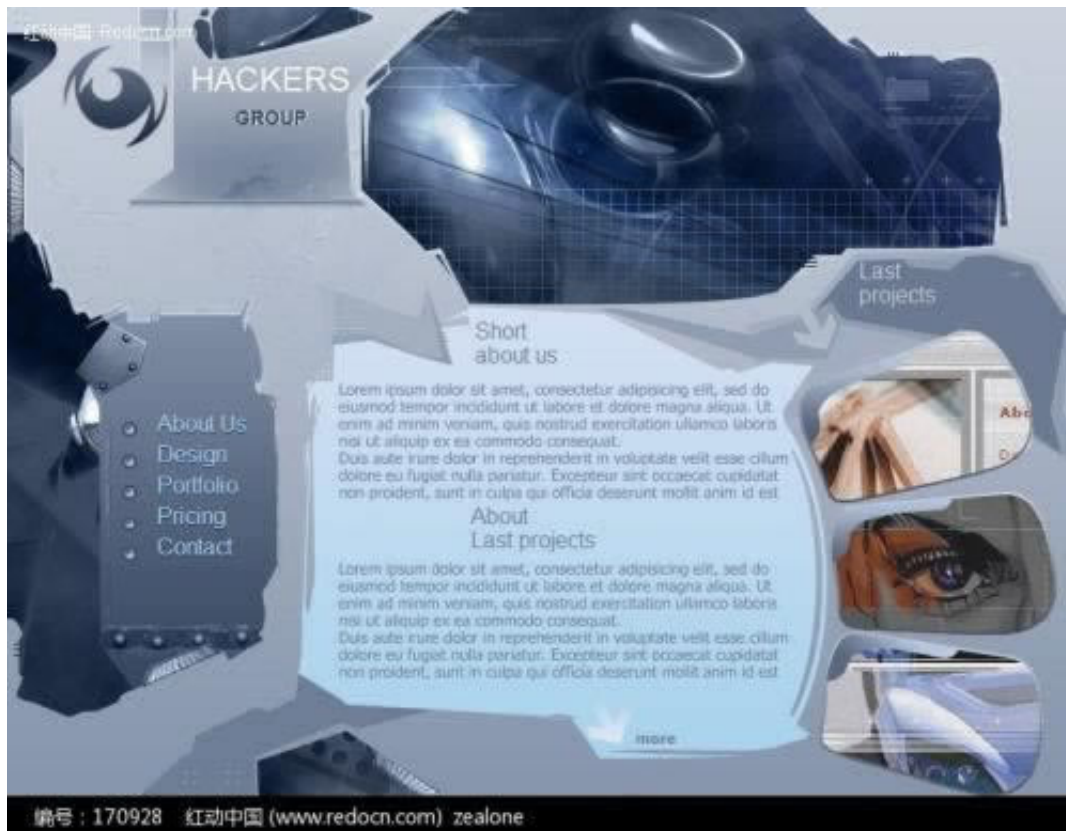 红动中国 Redocn.com
HACKERS
GROUP
Last
projects
Short
about us
Lorem ipsum dolor sit amet, consectetur adipisicing elit, sed do
eiusmod tempor incididunt ut labore et dolore magna aliqua. Ut
enim ad minim veniam, quis nostrud exercitation ullamco laboris
nisi ut aliquip ex ea commodo consequat.
Duis aute irure dolor in reprehenderit in voluptate velit esse cillum
dolore eu fugiat nulla pariatur. Excepteur sint occaecat cupidatat
non proident, sunt in culpa qui officia deserunt mollit anim id est
About Us
Design
Portfolio
Pricing
Contact
About
Last projects
Lorem ipsum dolor sit amet, consectetur adipisicing elit, sed do
eiusmod tempor incididunt ut labore et dolore magna aliqua. Ut
enim ad minim veniam, quis nostrud exercitation ullamco laboris
nisi ut aliquip ex ea commodo consequat.
Duis aute irure dolor in reprehenderit in voluptate velit esse cillum
dolore eu fugiat nulla pariatur. Excepteur sint occaecat cupidatat
non proident, sunt in culpa qui officia deserunt mollit anim id est
more
编号：170928 红动中国 (www.redocn.com) zealone